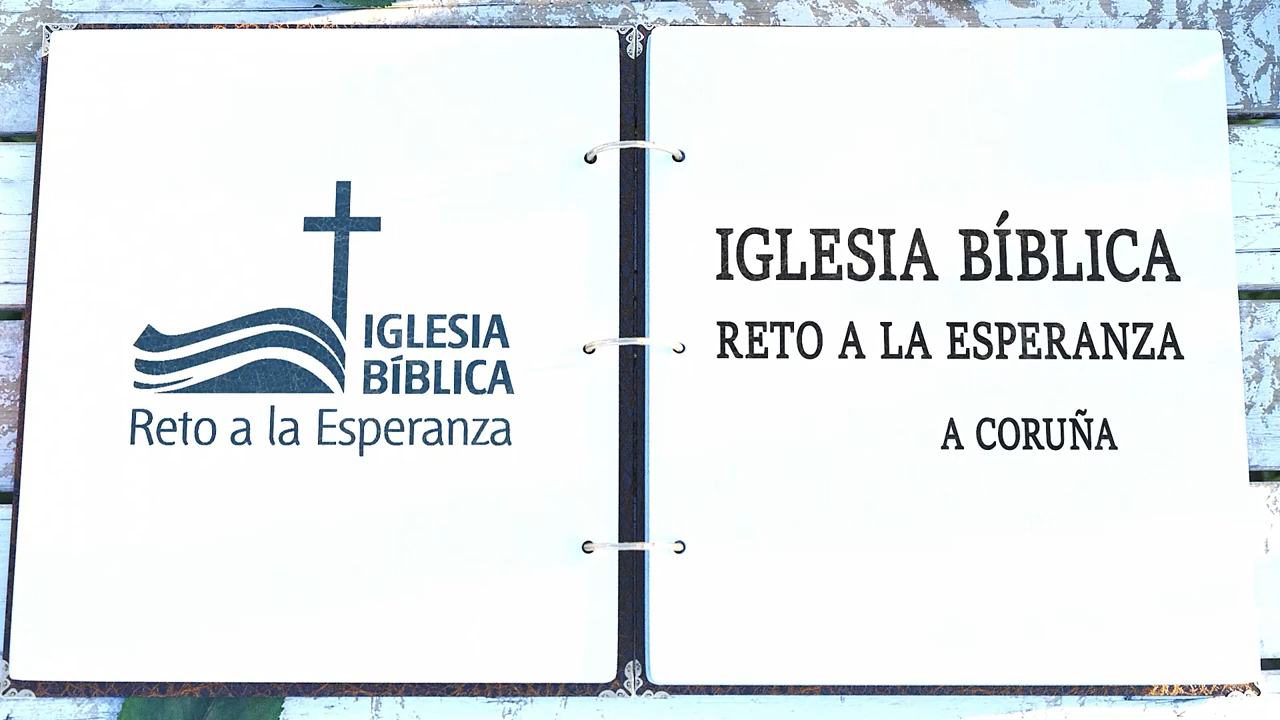 IGLESIA
BÍBLICA
Reto a la Esperanza
IGLESIA BÍBLICA
RETO A LA ESPERANZA
A CORUÑA